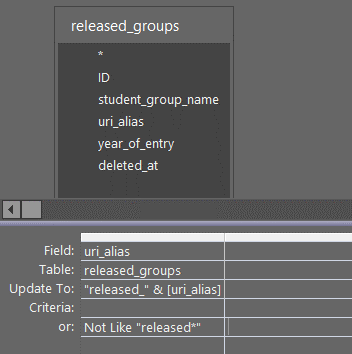 released_groups
*
ID
student_group_name
uri_alias
year_of_entry
deleted_at
Field: uri_alias
Table: released_groups
Update To: "released_" & [uri_alias]
Criteria:
or: Not Like "released*"